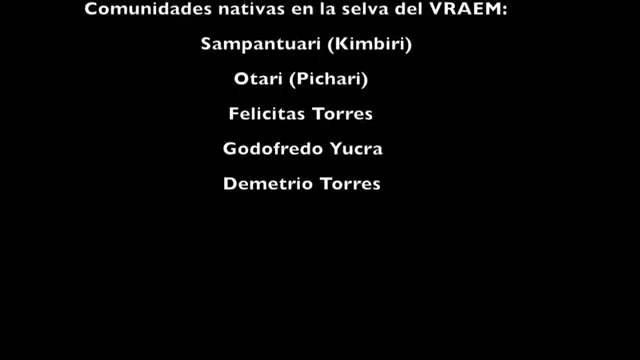 Comunidades nativas en la selva del VRAEM:
Sampantuari (Kimbiri)
Otari (Pichari)
Felicitas Torres
Godofredo Yucra
Demetrio Torres